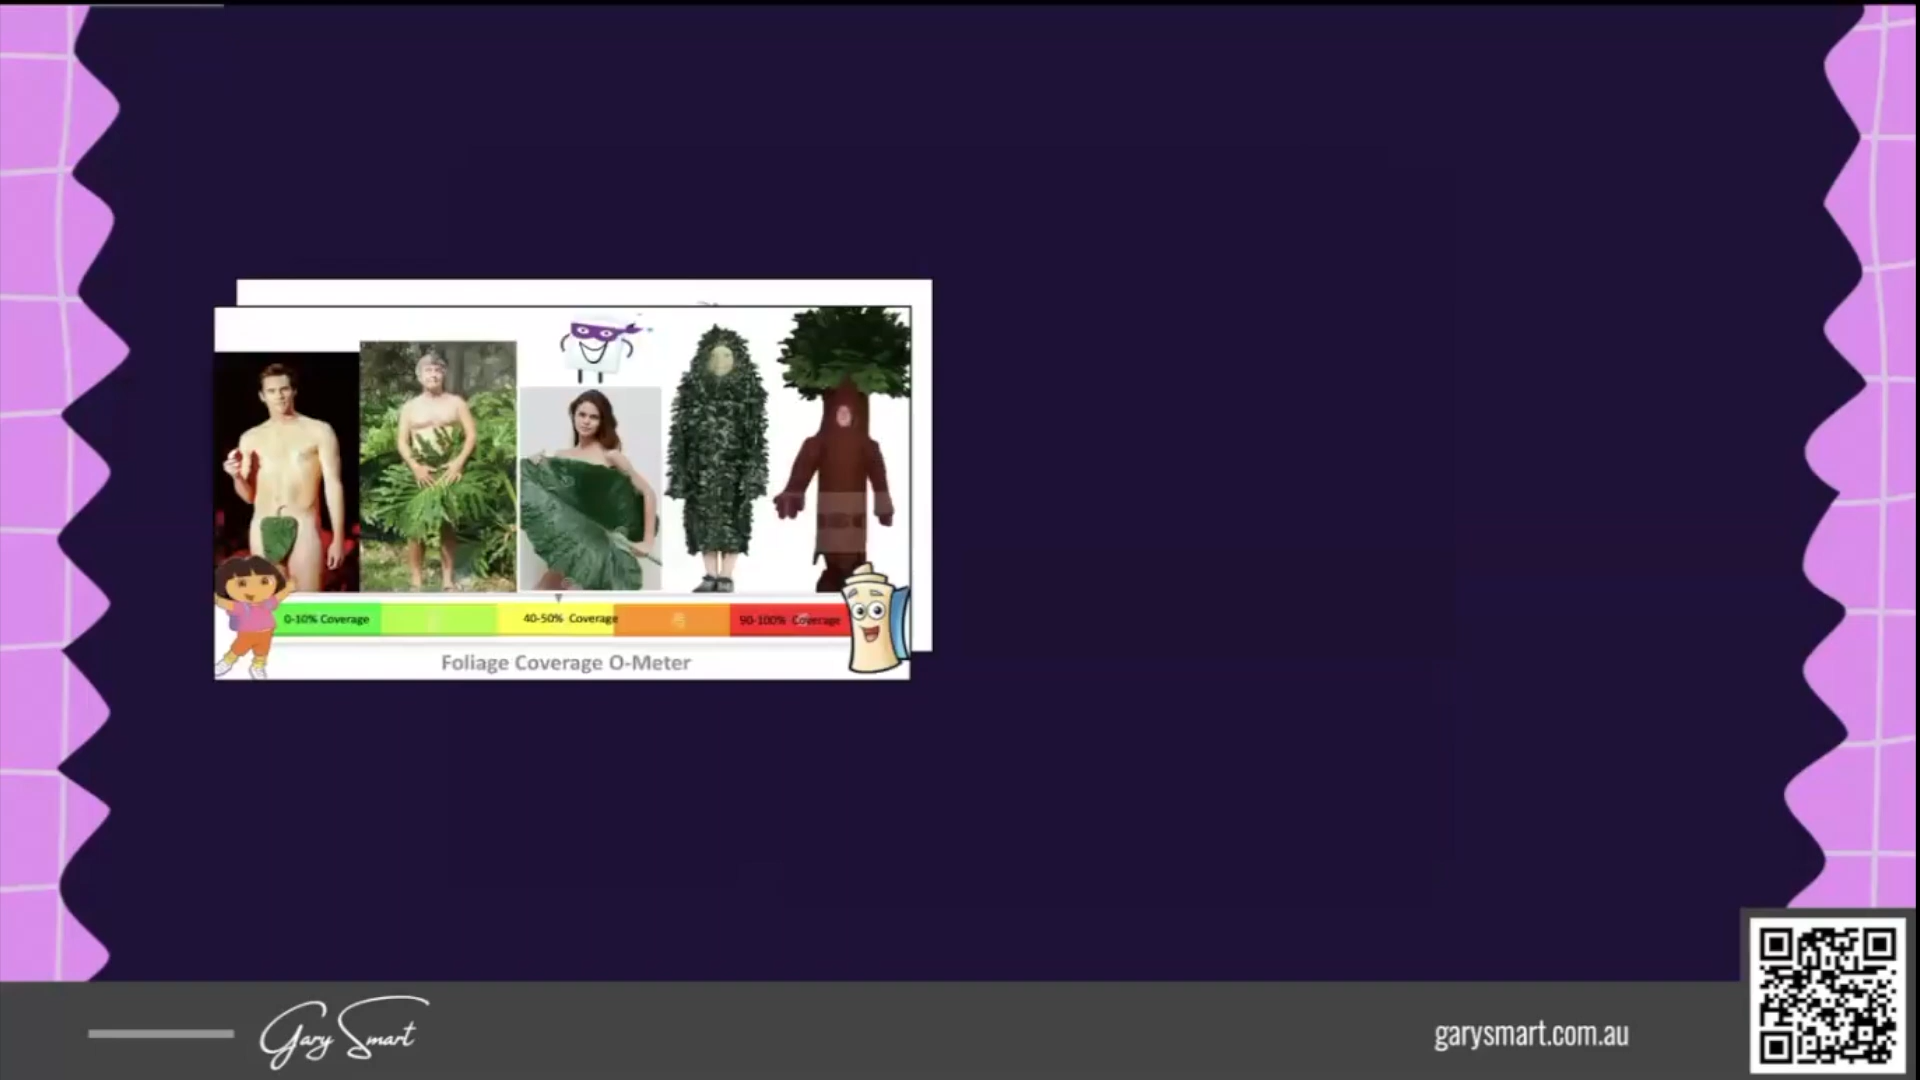 0-10% Coverage
40-50% Coverage
90-100% Coverage
Foliage Coverage O-Meter
Gary Smart
garysmart.com.au